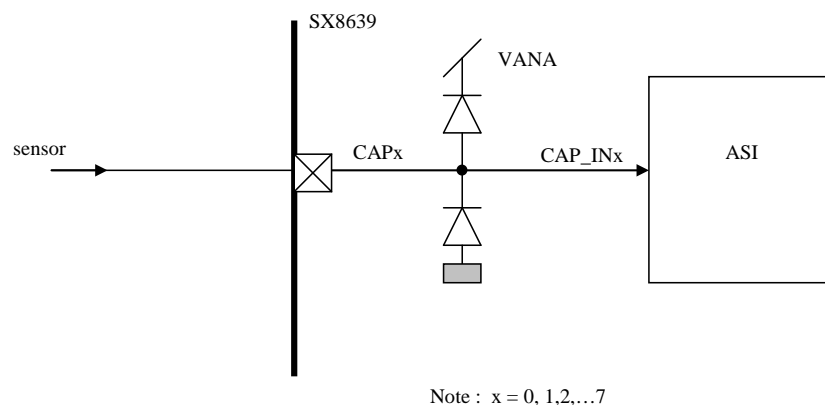 SX8639
VANA
sensor
CAPx
CAP_INx
ASI
Note : x = 0, 1,2,…7